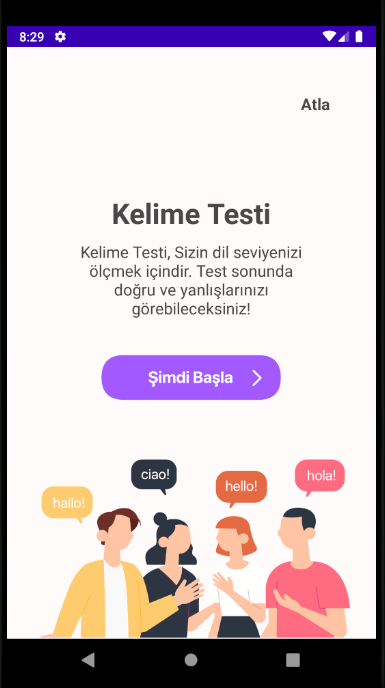 8:29
Atla
Kelime Testi
Kelime Testi, Sizin dil seviyenizi
ölçmek içindir. Test sonunda
doğru ve yanlışlarınızı
görebileceksiniz!
Şimdi Başla
ciao!
hola!
hello!
hallo!